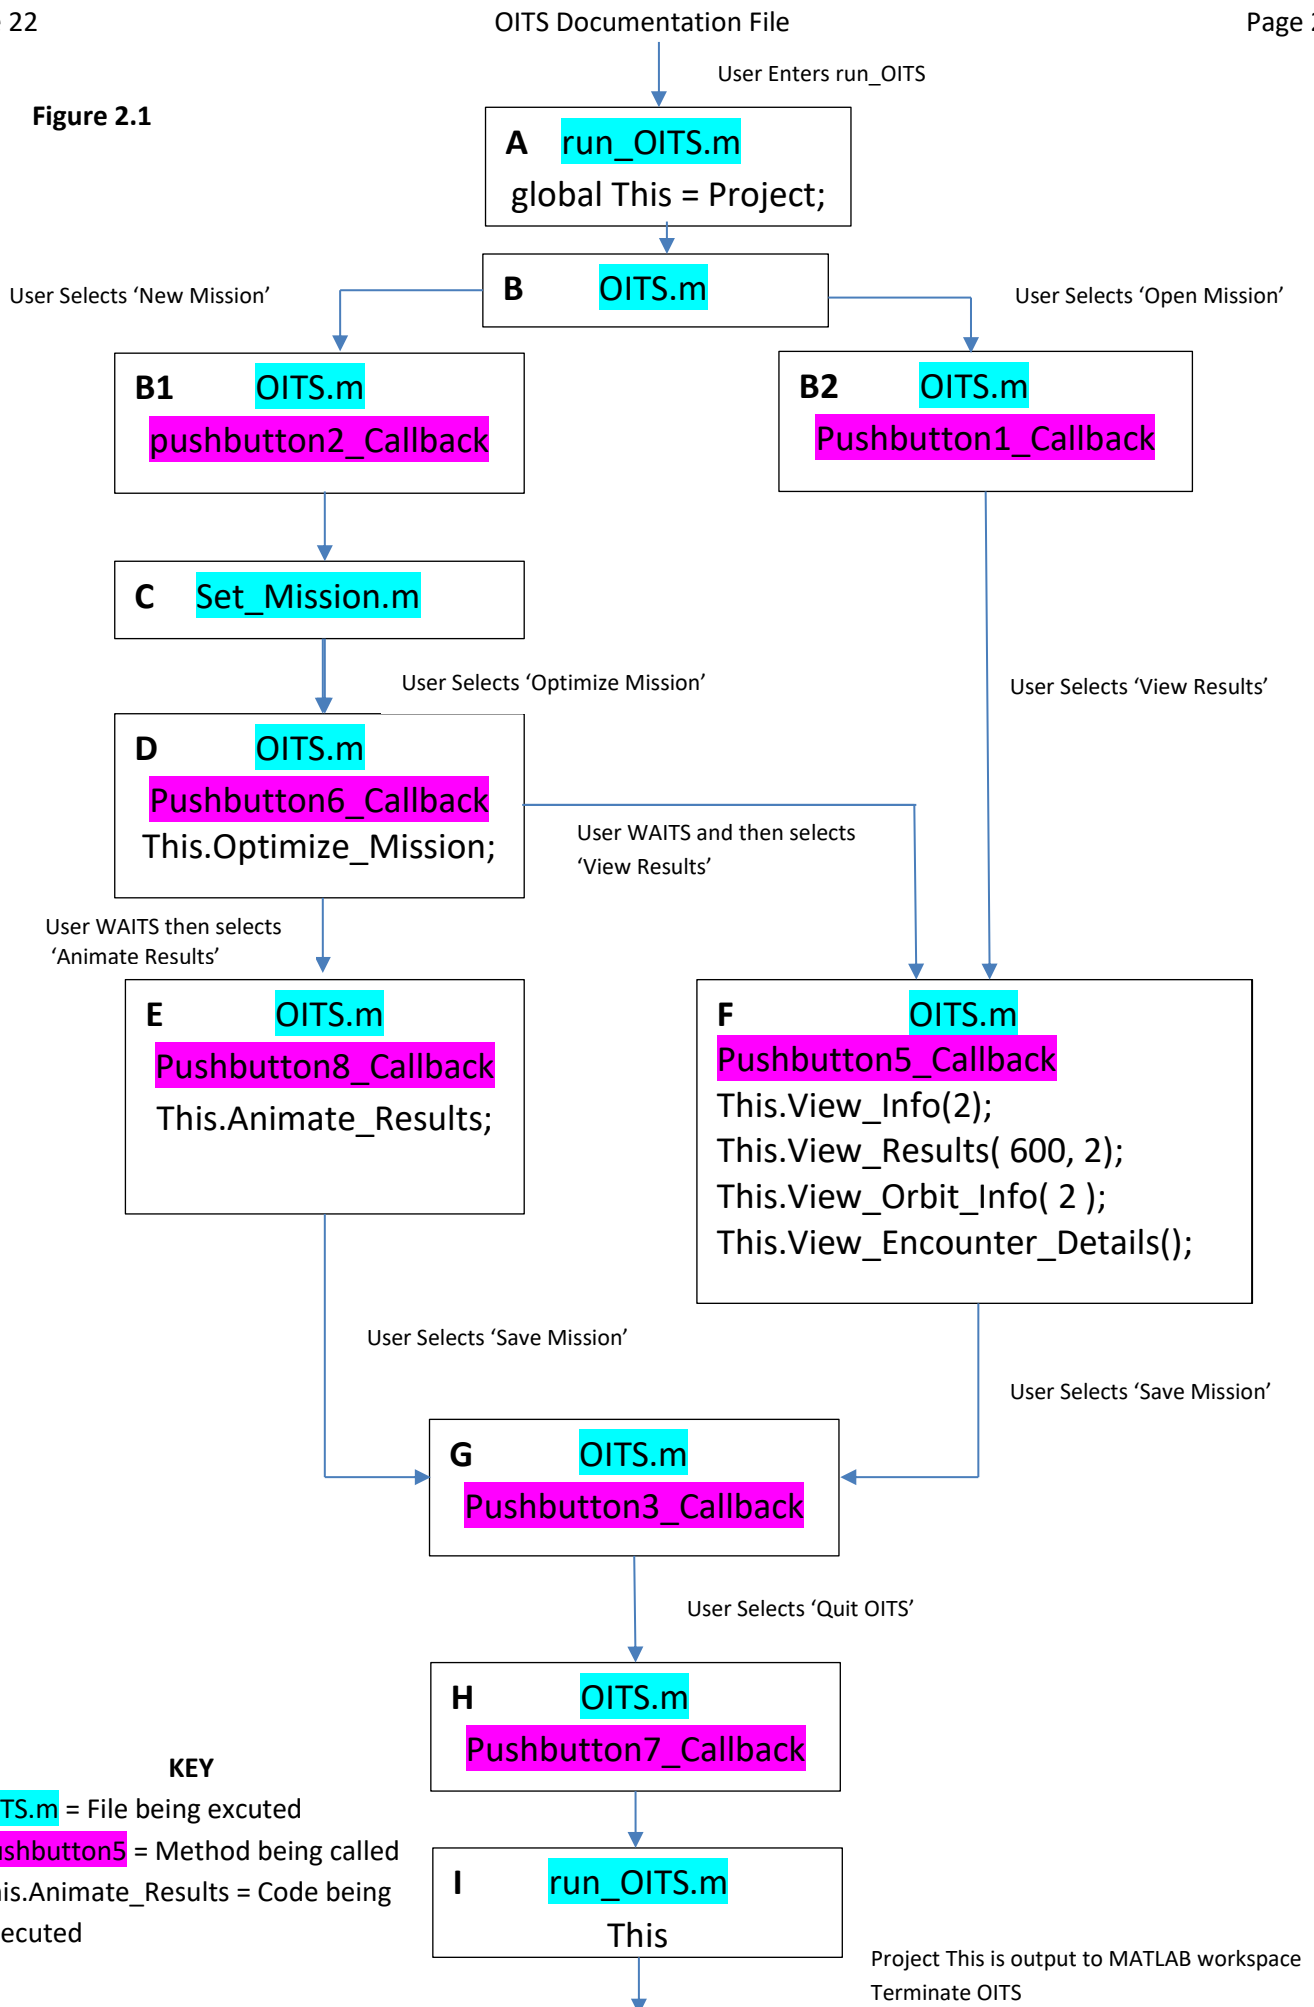 22
OITS Documentation File
Page
User Enters run_OITS
Figure 2.1
A run_OITS.m
global This = Project;
B OITS.m
User Selects ‘New Mission’
User Selects ‘Open Mission’
B1 OITS.m
pushbutton2_Callback
B2 OITS.m
Pushbutton1_Callback
C Set_Mission.m
User Selects ‘Optimize Mission’
User Selects ‘View Results’
D OITS.m
Pushbutton6_Callback
This.Optimize_Mission;
User WAITS and then selects
‘View Results’
User WAITS then selects
‘Animate Results’
E OITS.m
Pushbutton8_Callback
This.Animate_Results;
F OITS.m
Pushbutton5_Callback
This.View_Info(2);
This.View_Results( 600, 2);
This.View_Orbit_Info( 2 );
This.View_Encounter_Details();
User Selects ‘Save Mission’
User Selects ‘Save Mission’
G OITS.m
Pushbutton3_Callback
User Selects ‘Quit OITS’
H OITS.m
Pushbutton7_Callback
KEY
TS.m = File being excuted
ushbutton5 = Method being called
is.Animate_Results = Code being
ecuted
I run_OITS.m
This
Project This is output to MATLAB workspace
Terminate OITS